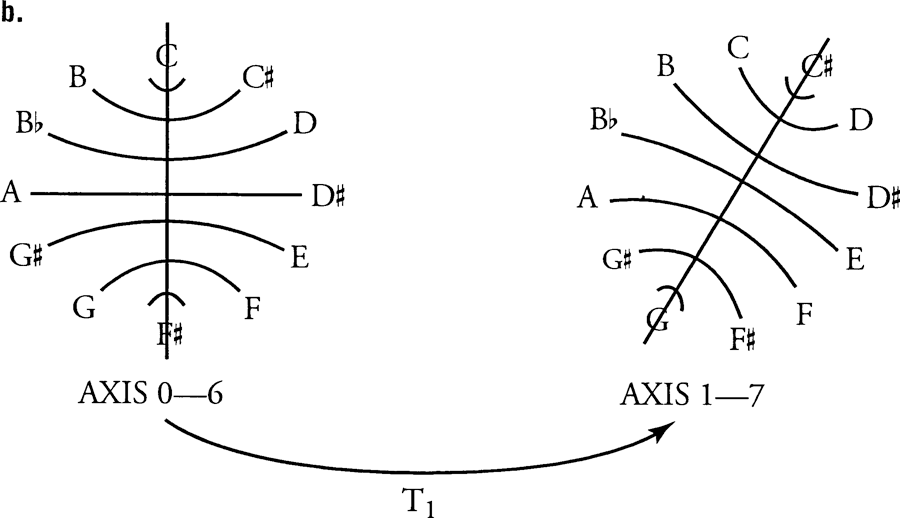 b.
C
B C♯
B♭ D
A D♯
G♯ E
G F
F♯
AXIS 0—6
C
B C♯
B♭ D
A D♯
G♯ E
G F♯ F
AXIS 1—7
T₁